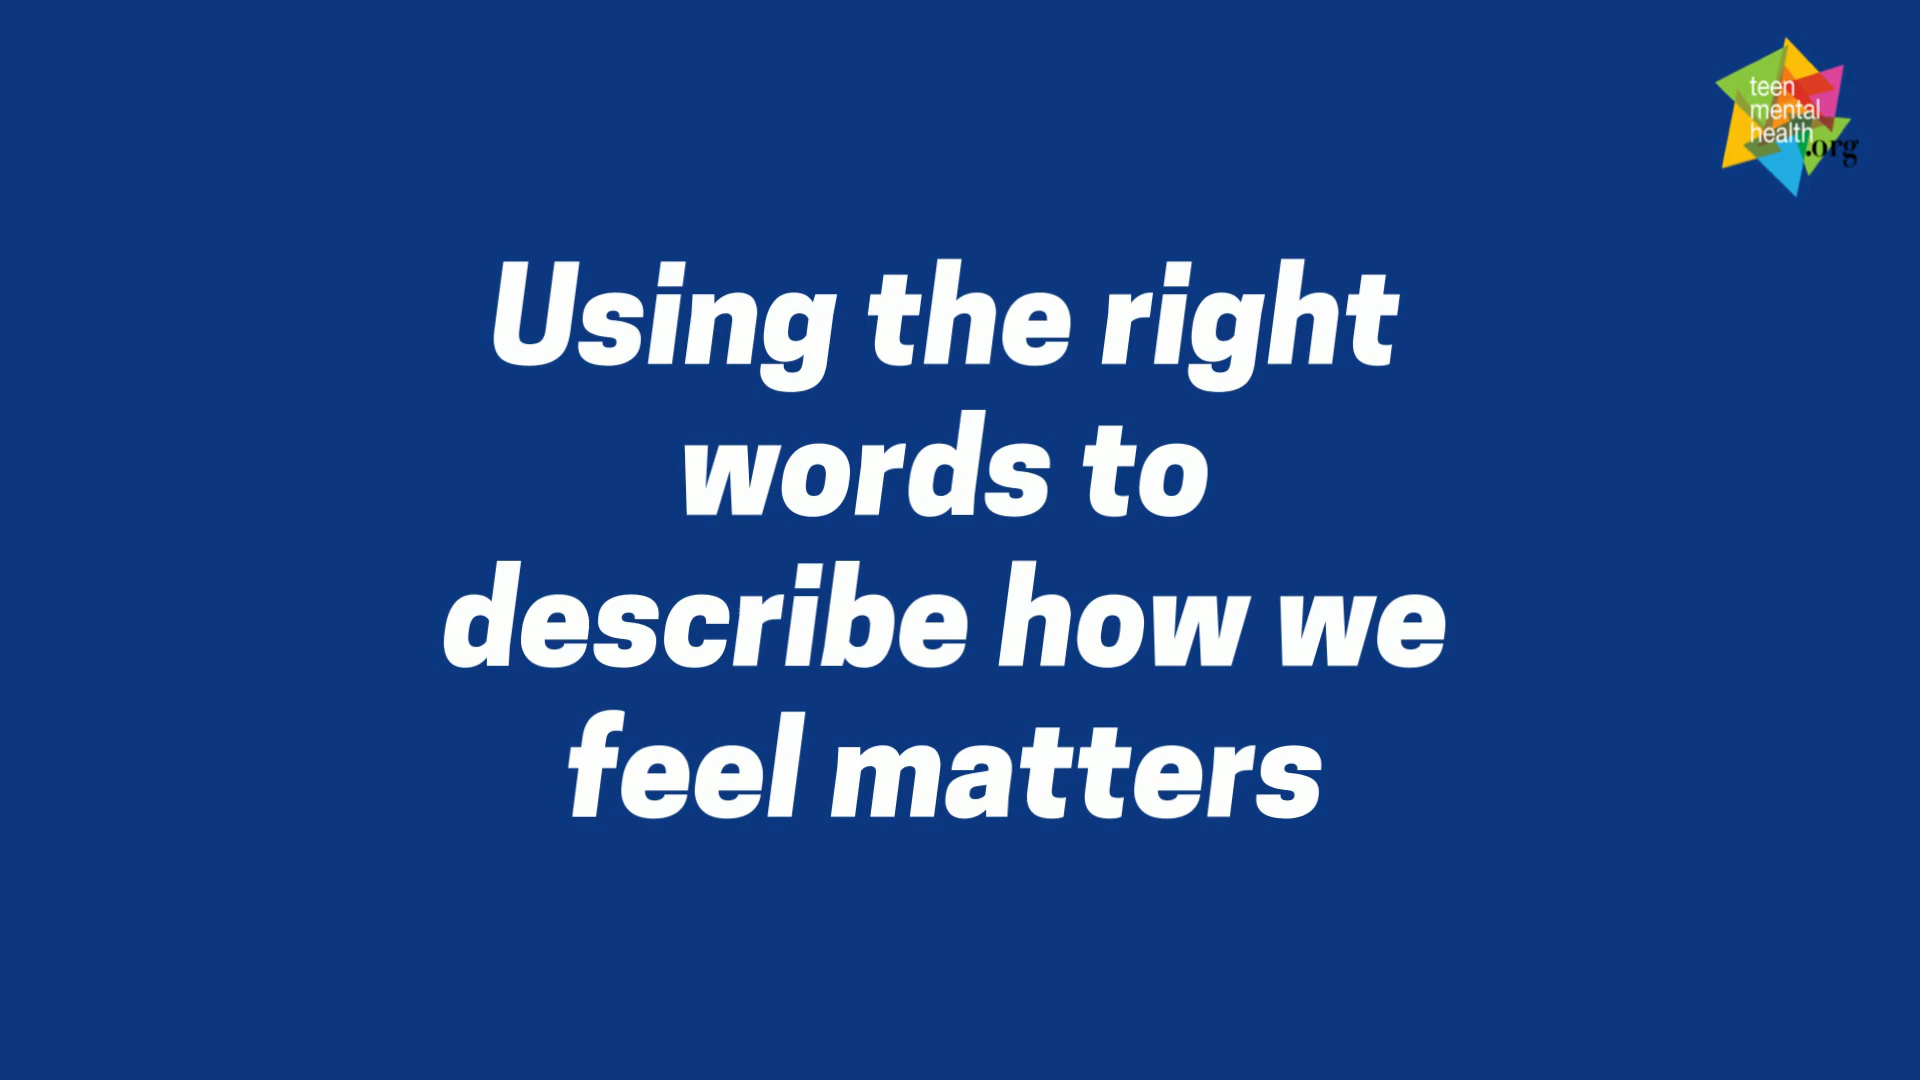 teen
mental
health
.org
Using the right
words to
describe how we
feel matters